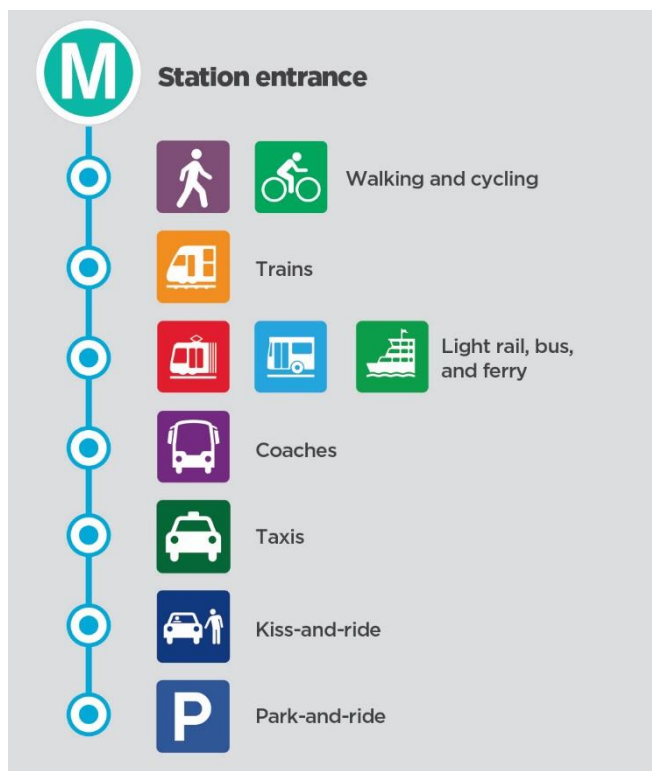 M
Station entrance
Walking and cycling
Trains
Light rail, bus,
and ferry
Coaches
Taxis
Kiss-and-ride
P
Park-and-ride